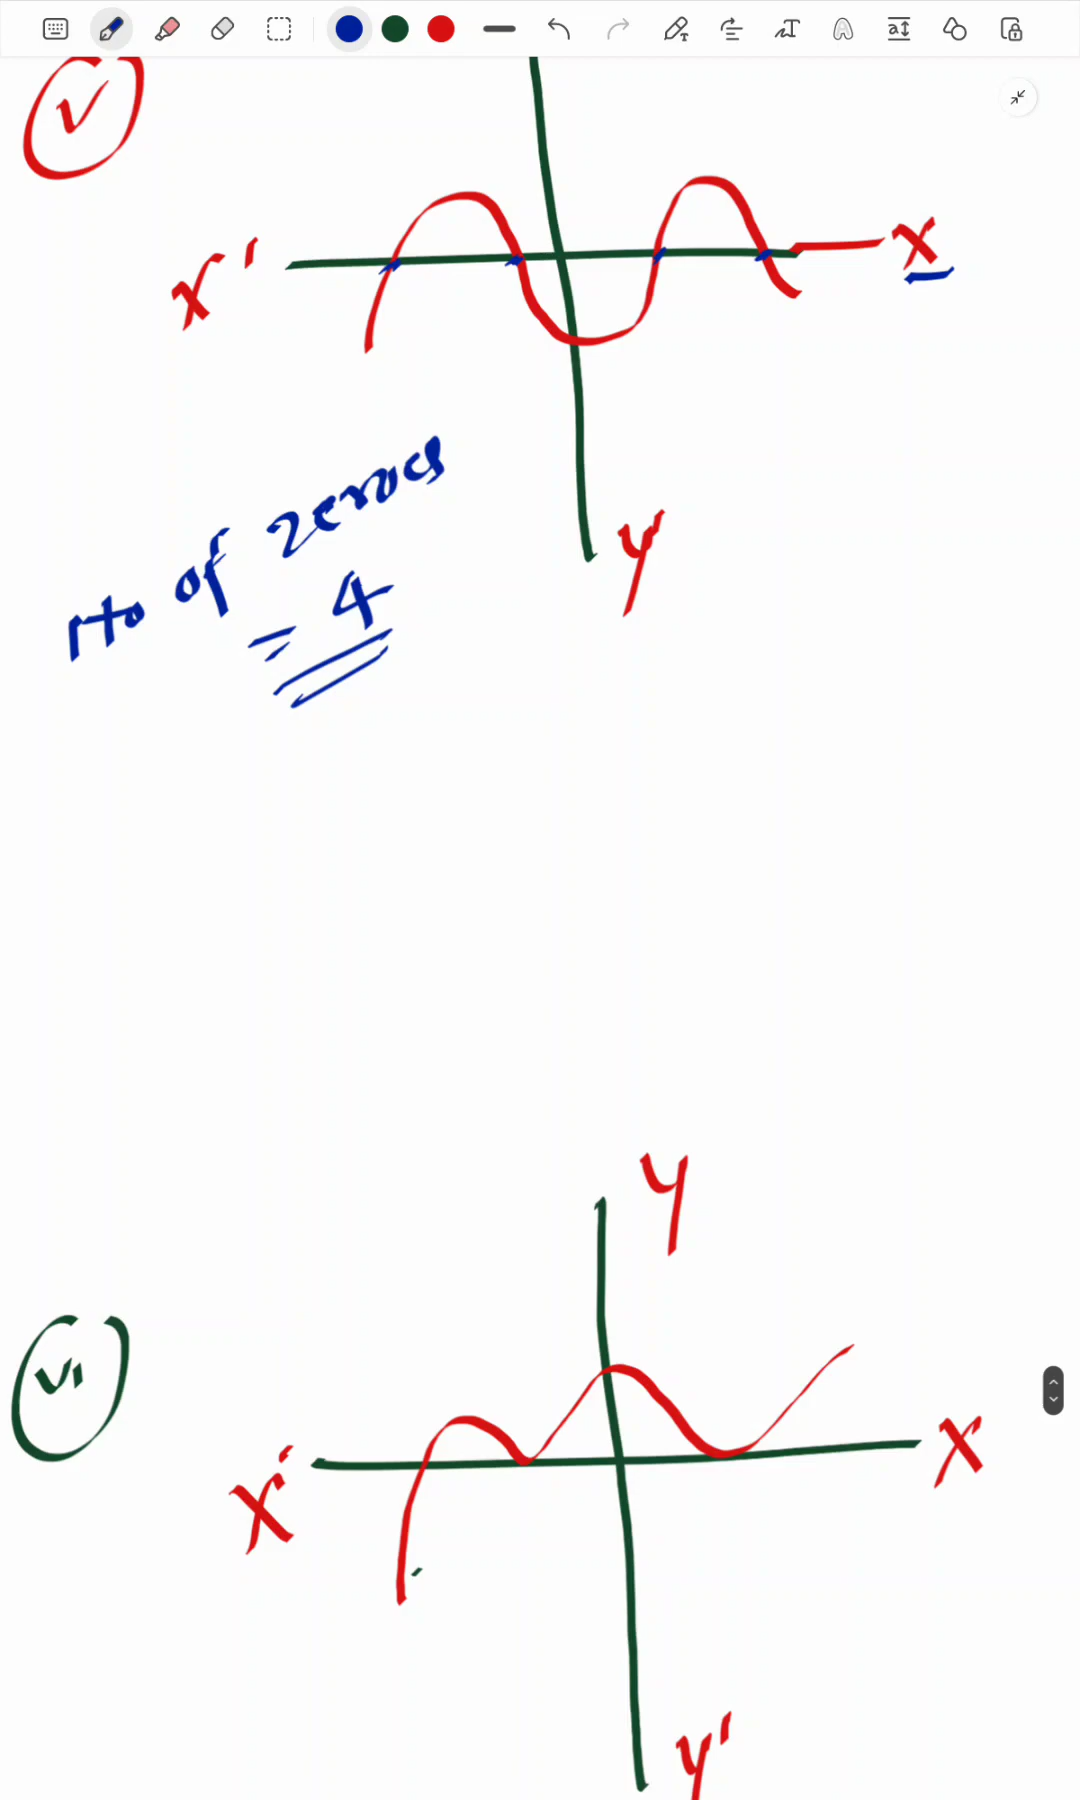 V
X' X
No of zeroes
= 4
y
y
VI
X' X
y'